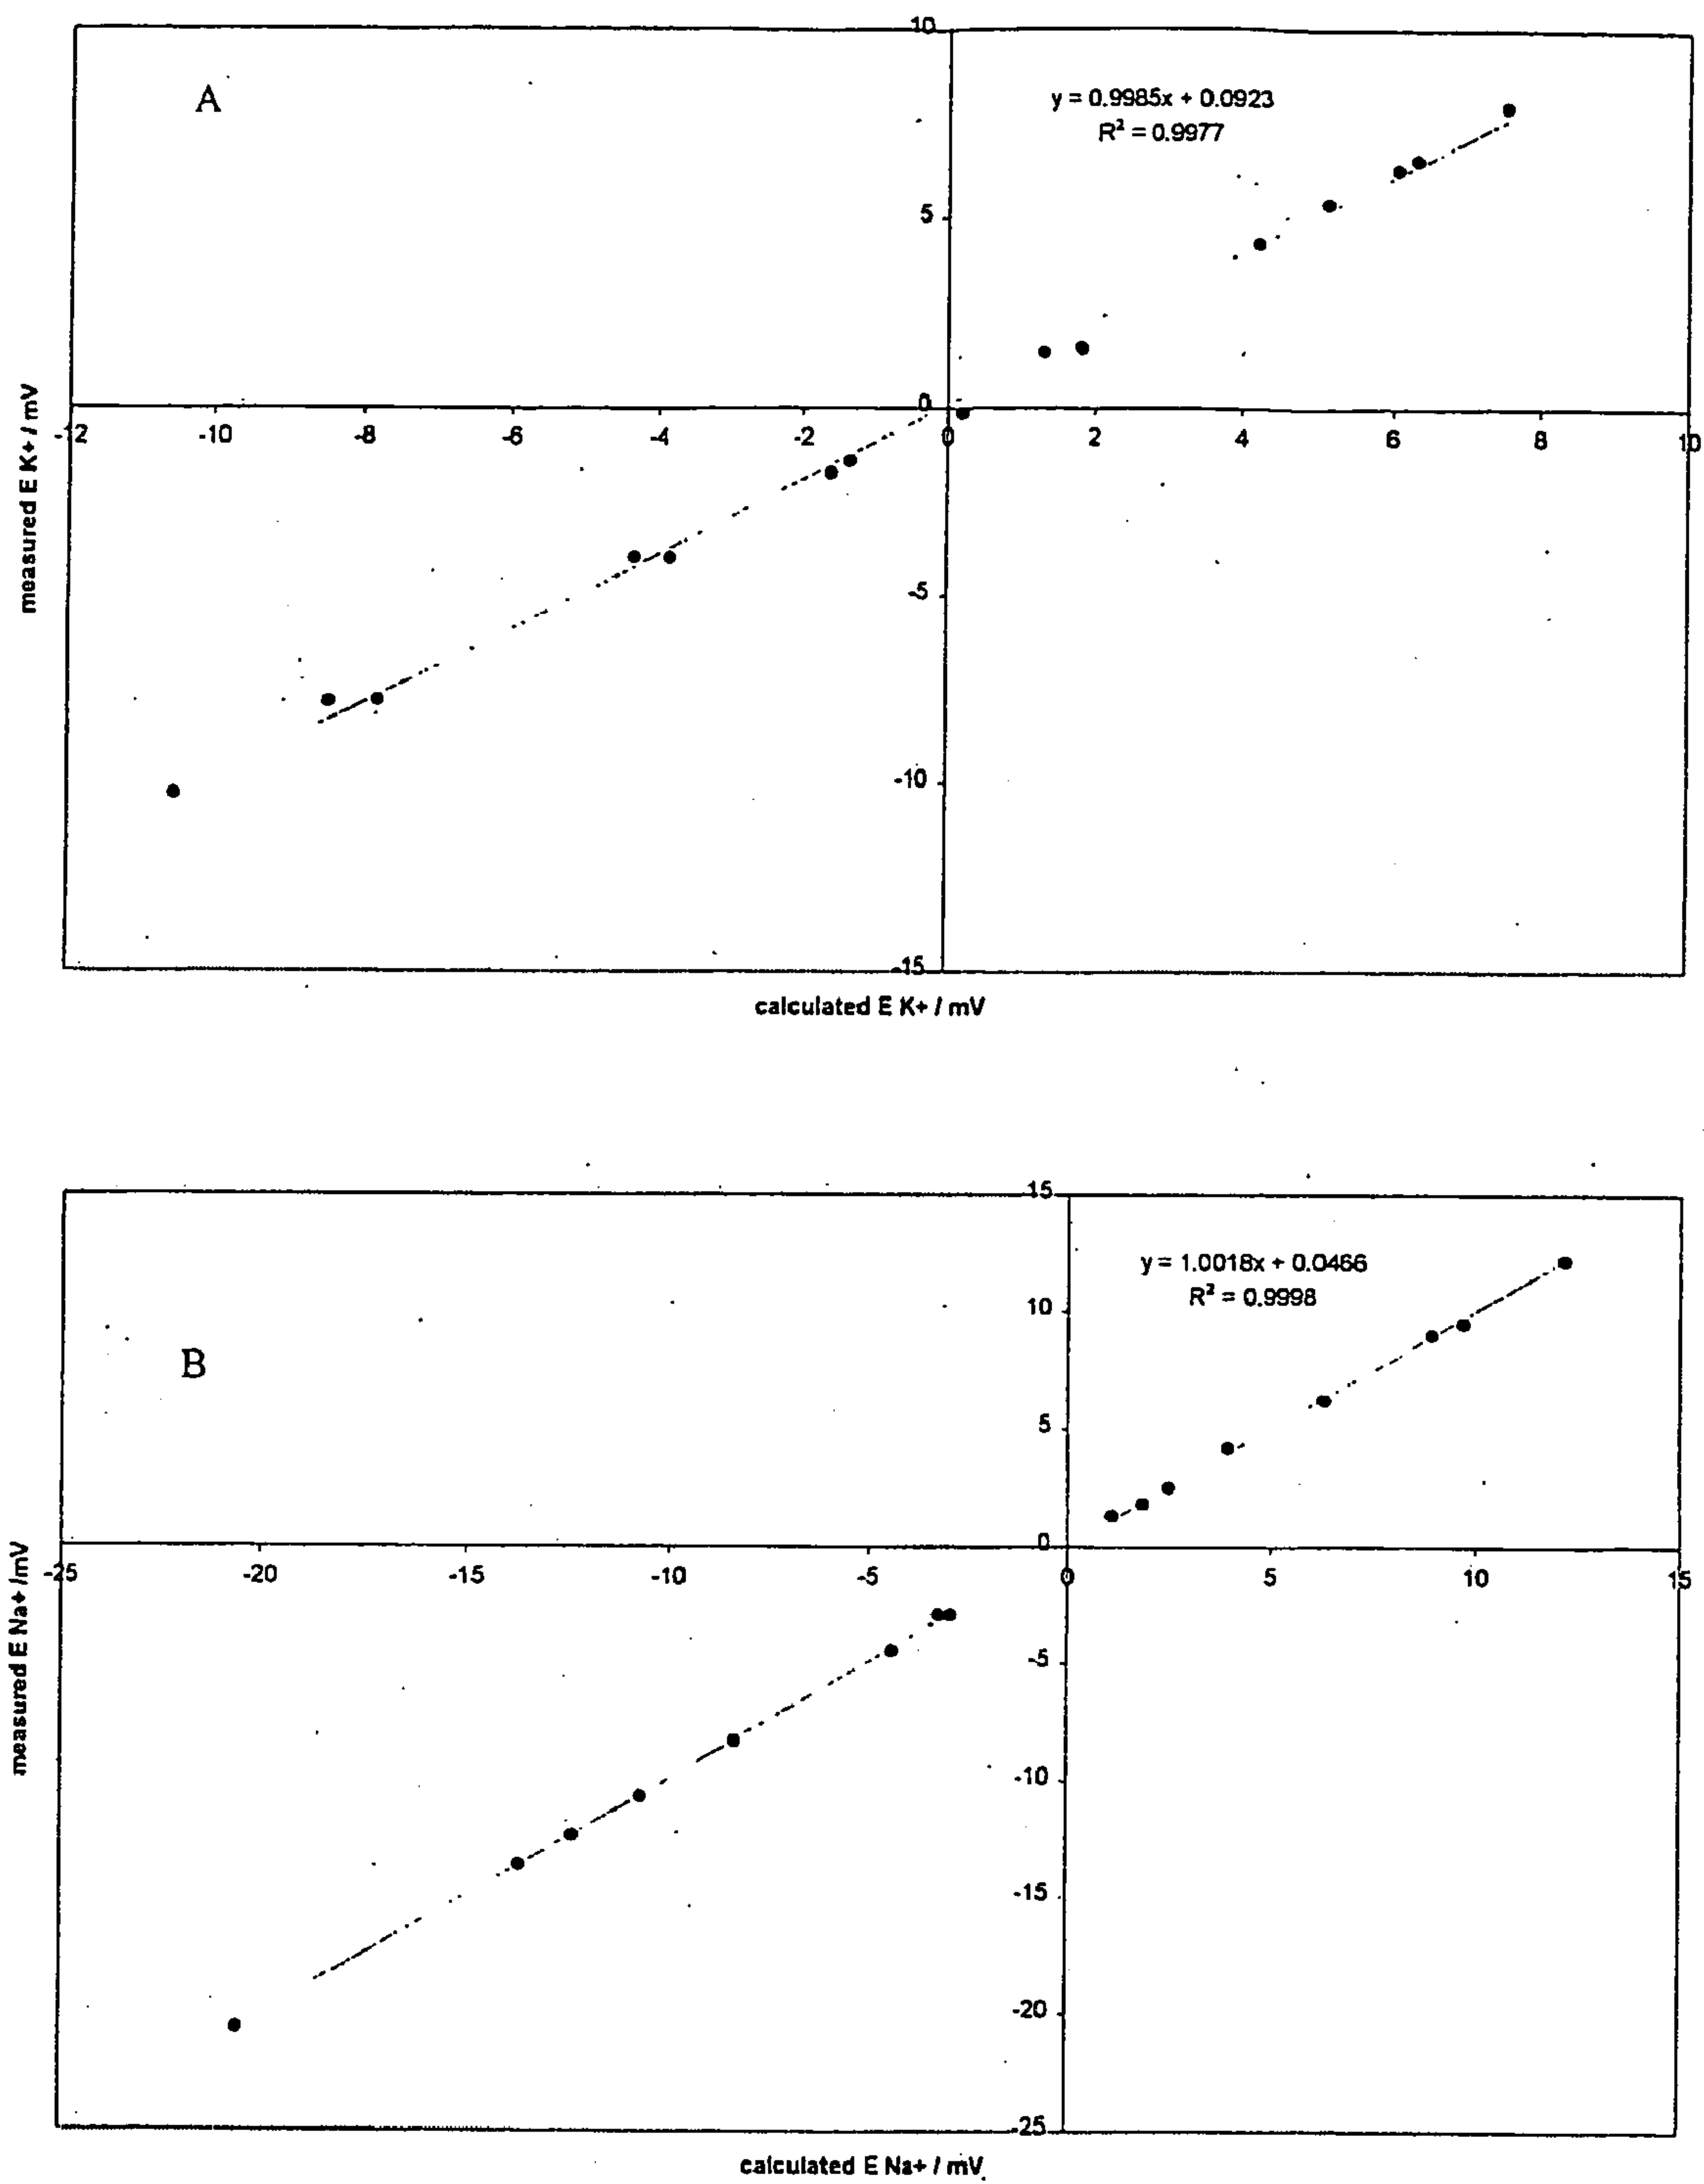 10
A
y = 0.9985x + 0.0923
R² = 0.9977
5
measured E K+ / mV
0
-12 -10 -8 -6 -4 -2 0 2 4 6 8 10
-5
-10
-15
calculated E K+ / mV
15
y = 1.0018x + 0.0466
R² = 0.9998
10
B
5
0
measured E Na+ /mV
-25 -20 -15 -10 -5 0 5 10 15
-5
-10
-15
-20
-25
calculated E Na+ / mV